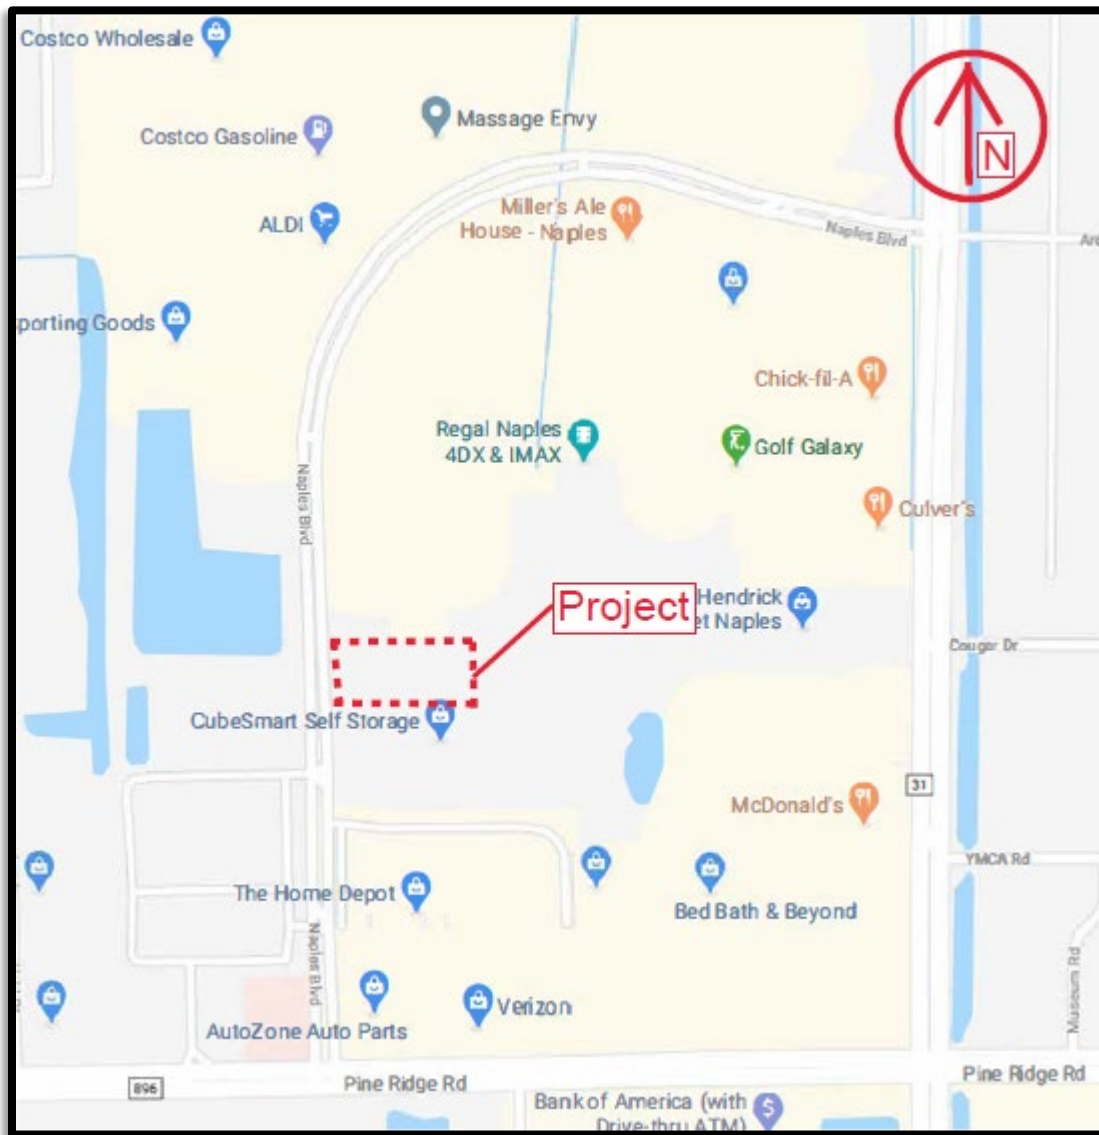 Costco Wholesale
Costco Gasoline
Massage Envy
N
ALDI
Miller's Ale
House - Naples
Naples Blvd
porting Goods
Chick-fil-A
Regal Naples
4DX & IMAX
Golf Galaxy
Naples Blvd
Culver's
Project
Hendrick
et Naples
Cougar Dr
CubeSmart Self Storage
31
McDonald's
YMCA Rd
The Home Depot
Bed Bath & Beyond
Naples Blvd
Museum Rd
Verizon
AutoZone Auto Parts
896
Pine Ridge Rd
Pine Ridge Rd
Bank of America (with
Drive-thru ATM)